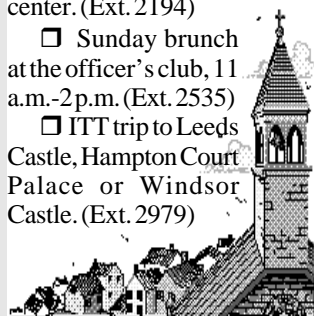 center. (Ext. 2194)
❒ Sunday brunch
at the officer's club, 11
a.m.-2 p.m. (Ext. 2535)
❒ ITT trip to Leeds
Castle, Hampton Court
Palace or Windsor
Castle. (Ext. 2979)